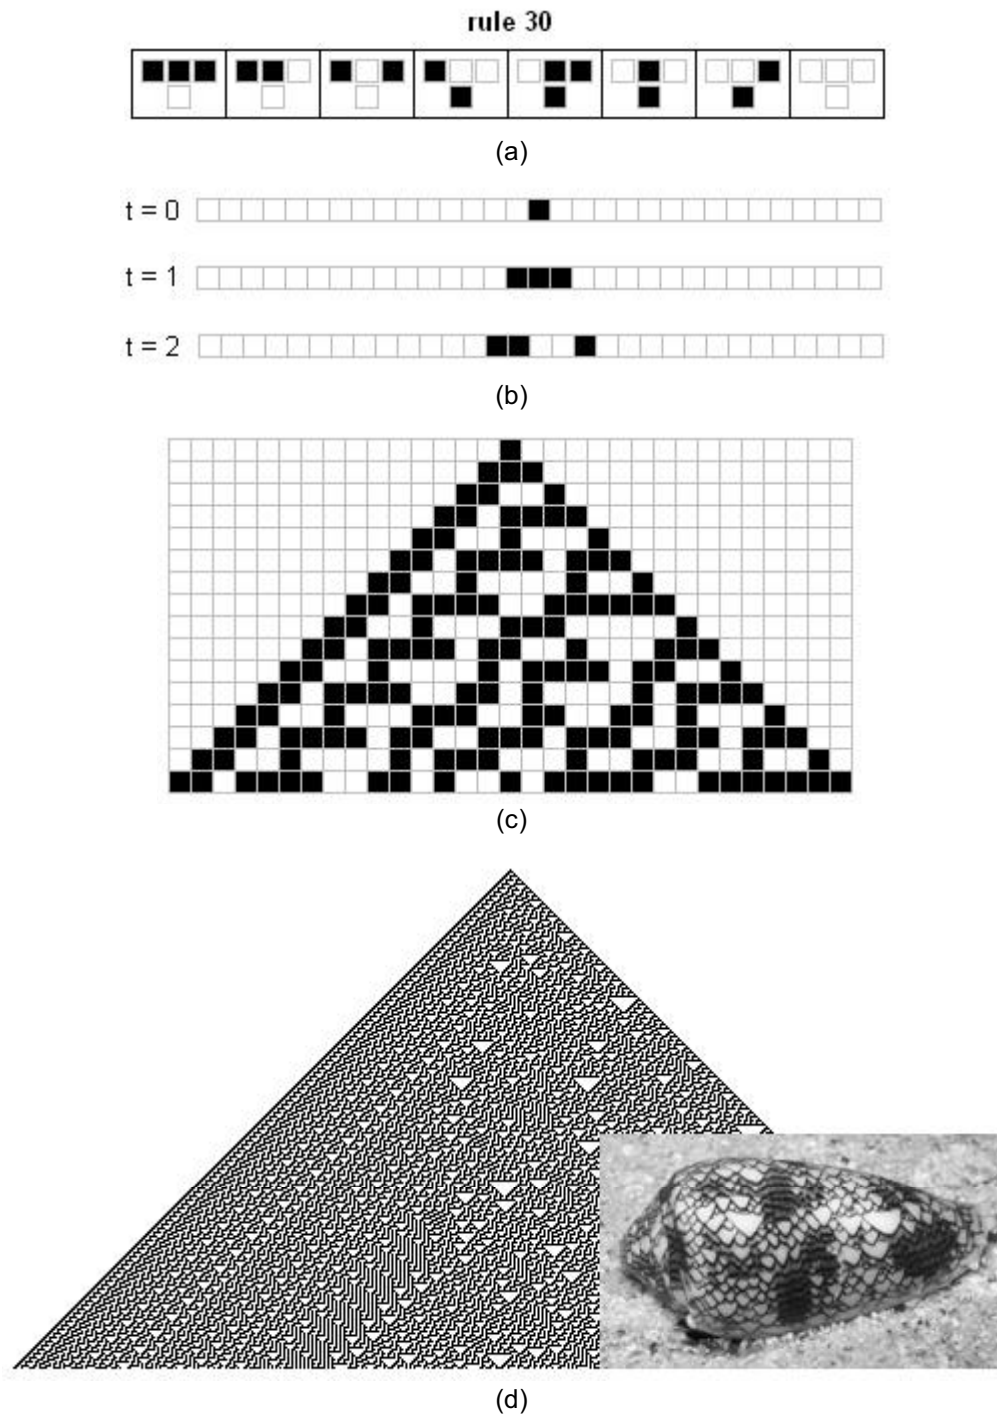 rule 30
(a)
t = 0
t = 1
t = 2
(b)
(c)
(d)